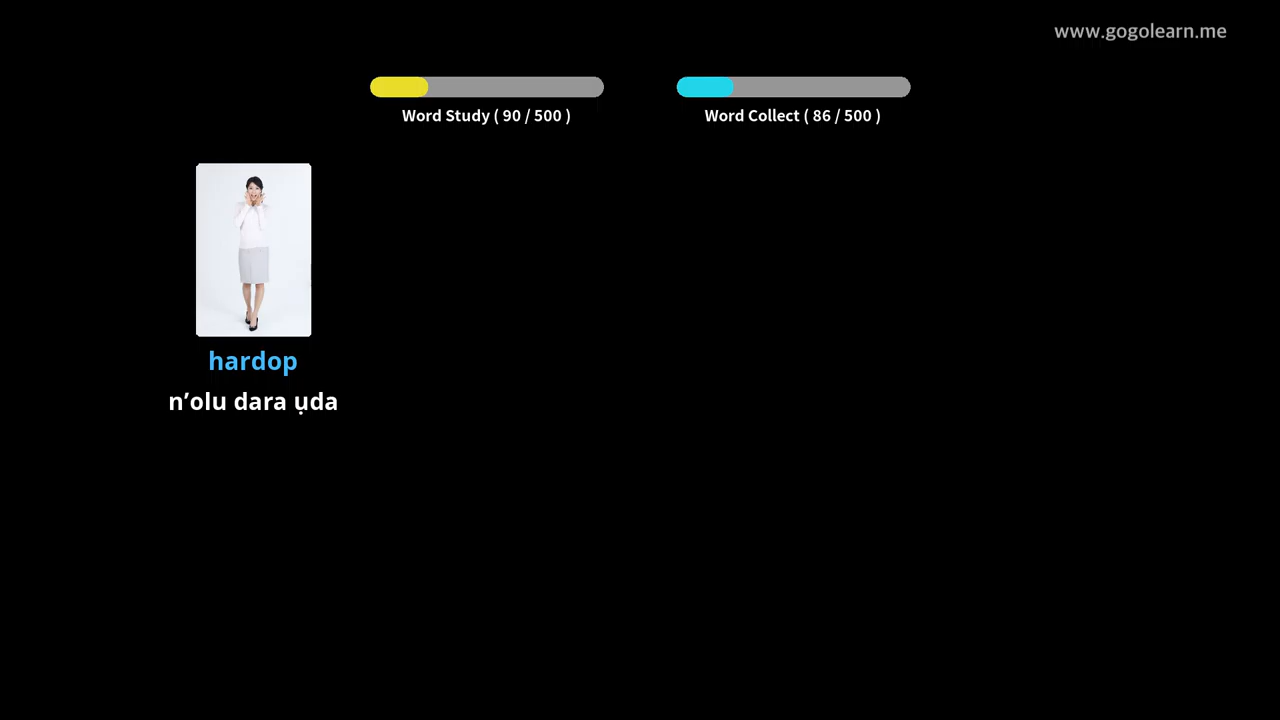 www.gogolearn.me
Word Study ( 90 / 500 )
Word Collect ( 86 / 500 )
hardop
n’olu dara ụda